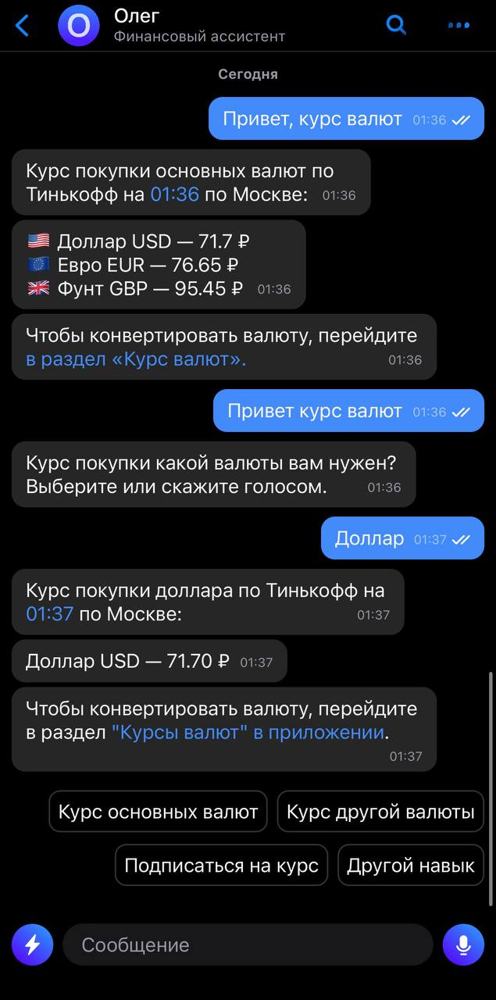 О
Олег
Финансовый ассистент
Сегодня
Привет, курс валют 01:36
Курс покупки основных валют по
Тинькофф на 01:36 по Москве: 01:36
Доллар USD — 71.7 ₽
Евро EUR — 76.65 ₽
Фунт GBP — 95.45 ₽ 01:36
Чтобы конвертировать валюту, перейдите
в раздел «Курс валют». 01:36
Привет курс валют 01:36
Курс покупки какой валюты вам нужен?
Выберите или скажите голосом. 01:36
Доллар 01:37
Курс покупки доллара по Тинькофф на
01:37 по Москве: 01:37
Доллар USD — 71.70 ₽ 01:37
Чтобы конвертировать валюту, перейдите
в раздел "Курсы валют" в приложении.
01:37
Курс основных валют Курс другой валюты
Подписаться на курс Другой навык
Сообщение